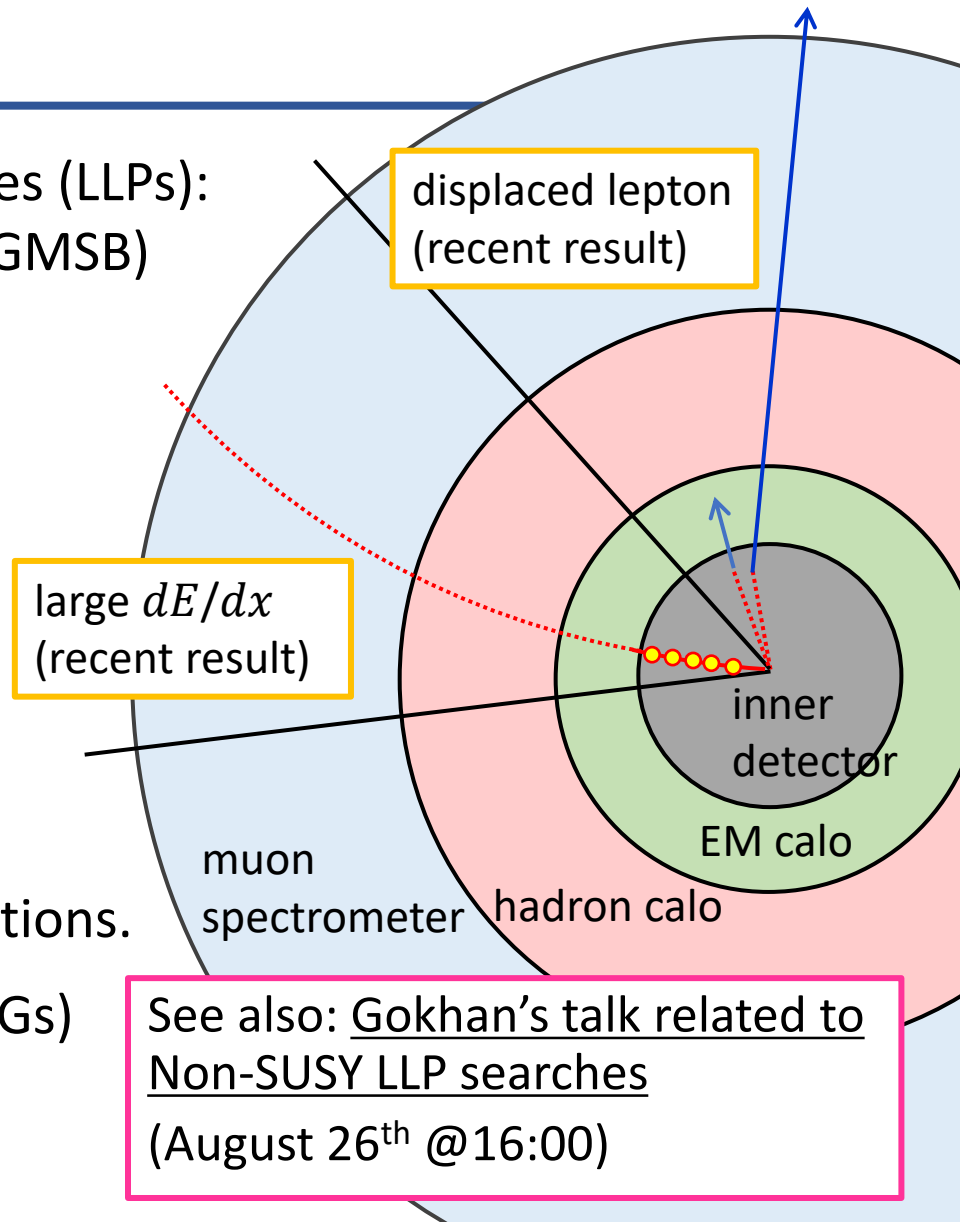 es (LLPs):
GMSB)
displaced lepton
(recent result)
large dE/dx
(recent result)
inner
detector
EM calo
muon
spectrometer
hadron calo
tions.
Gs)
See also: Gokhan’s talk related to
Non-SUSY LLP searches
(August 26th @16:00)